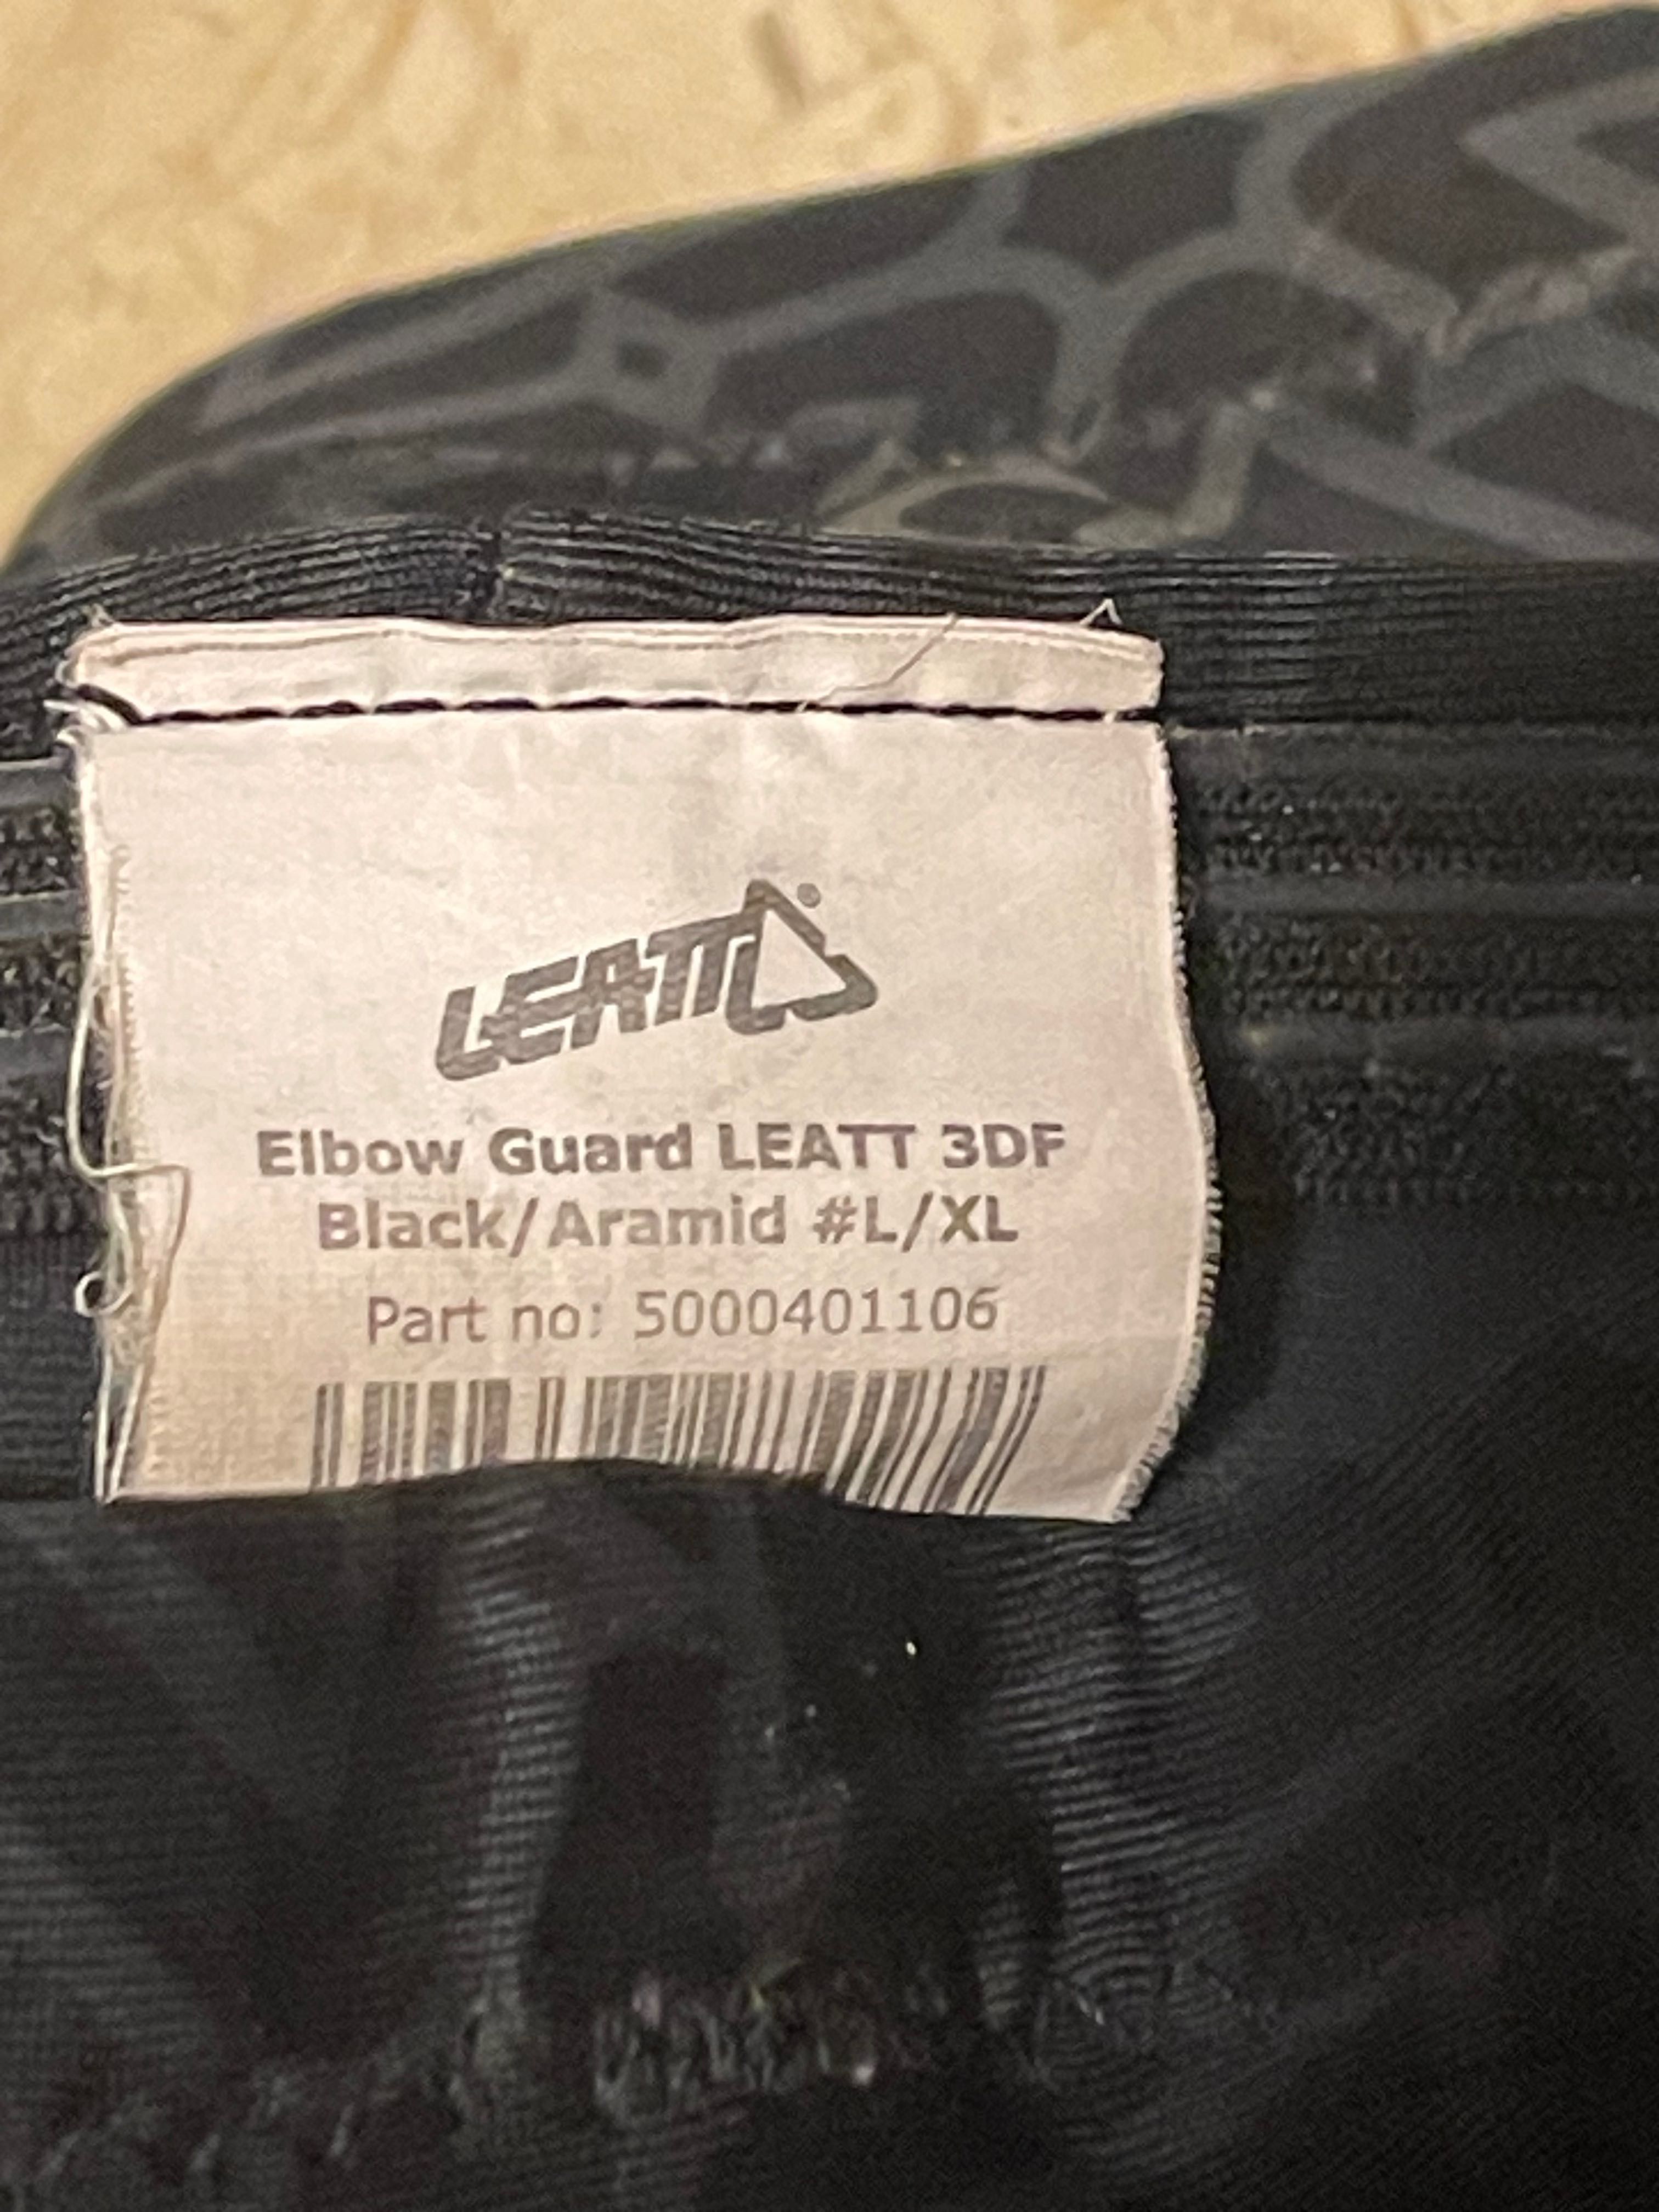 LEATT
Elbow Guard LEATT 3DF
Black/Aramid #L/XL
Part no: 5000401106